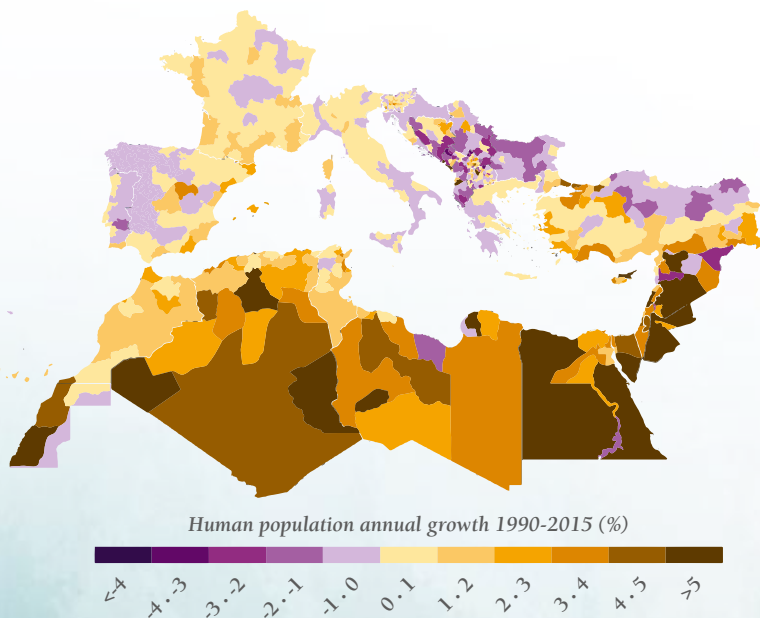 Human population annual growth 1990-2015 (%)
<-4 -4 . -3 -3 . -2 -2 . -1 -1 . 0 0 . 1 1 . 2 2 . 3 3 . 4 4 . 5 >5